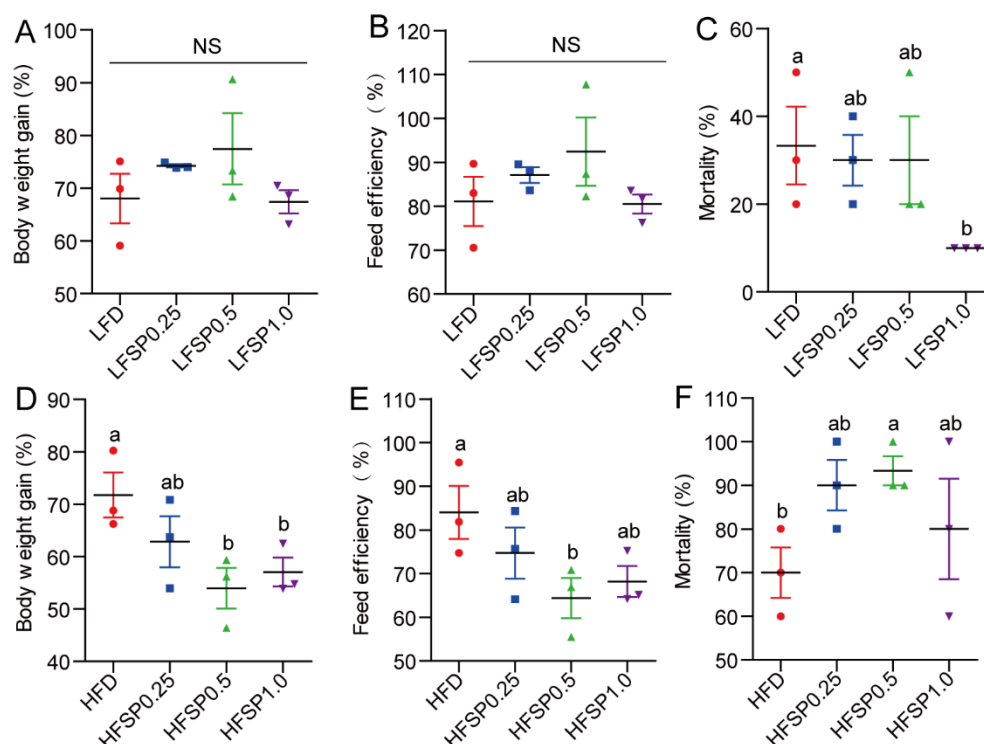 A
Body w eight gain (%)
100
90
80
70
60
50
NS
LFD
LFSP0.25
LFSP0.5
LFSP1.0
B
Feed efficiency ( %)
120
110
100
90
80
70
60
NS
LFD
LFSP0.25
LFSP0.5
LFSP1.0
C
Mortality (%)
60
40
20
0
a
ab
ab
b
LFD
LFSP0.25
LFSP0.5
LFSP1.0
D
Body w eight gain (%)
90
80
70
60
50
40
a
ab
b
b
HFD
HFSP0.25
HFSP0.5
HFSP1.0
E
Feed efficiency ( %)
110
100
90
80
70
60
50
a
ab
b
ab
HFD
HFSP0.25
HFSP0.5
HFSP1.0
F
Mortality (%)
110
100
90
80
70
60
50
b
ab
a
ab
HFD
HFSP0.25
HFSP0.5
HFSP1.0